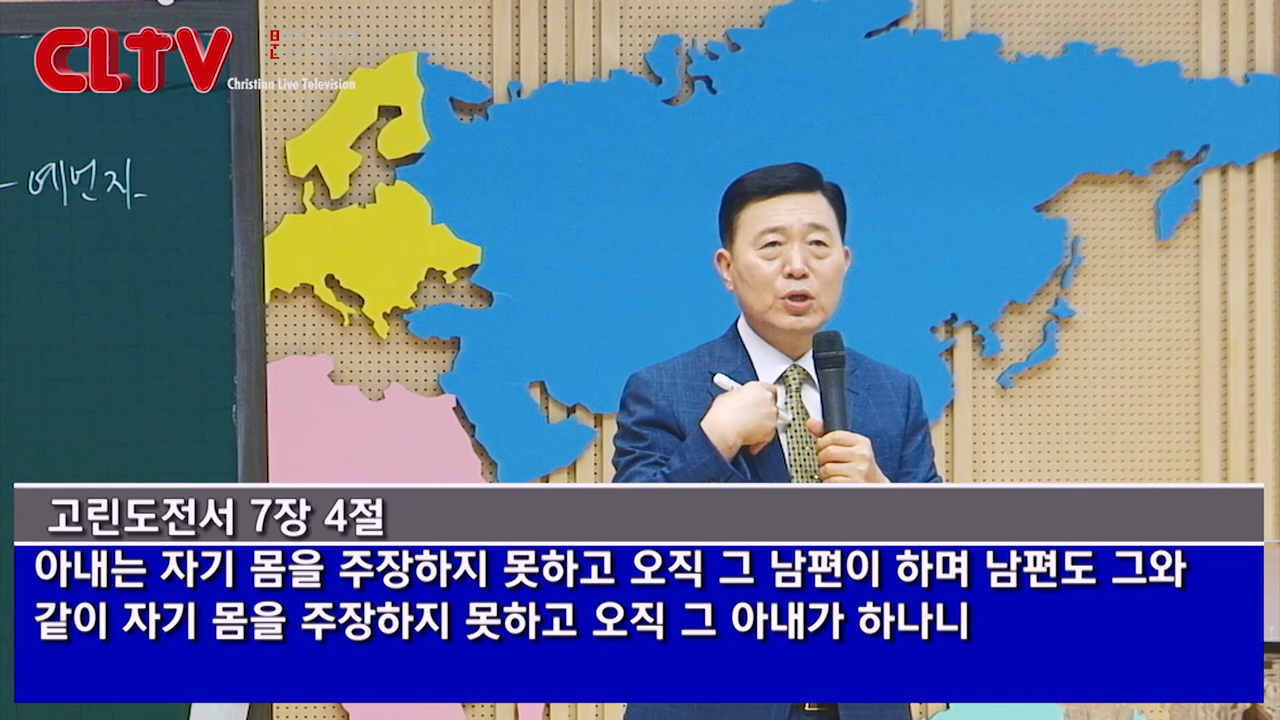 CLTV
Christian Live Television
- 예번지 -
고린도전서 7장 4절
아내는 자기 몸을 주장하지 못하고 오직 그 남편이 하며 남편도 그와
같이 자기 몸을 주장하지 못하고 오직 그 아내가 하나니